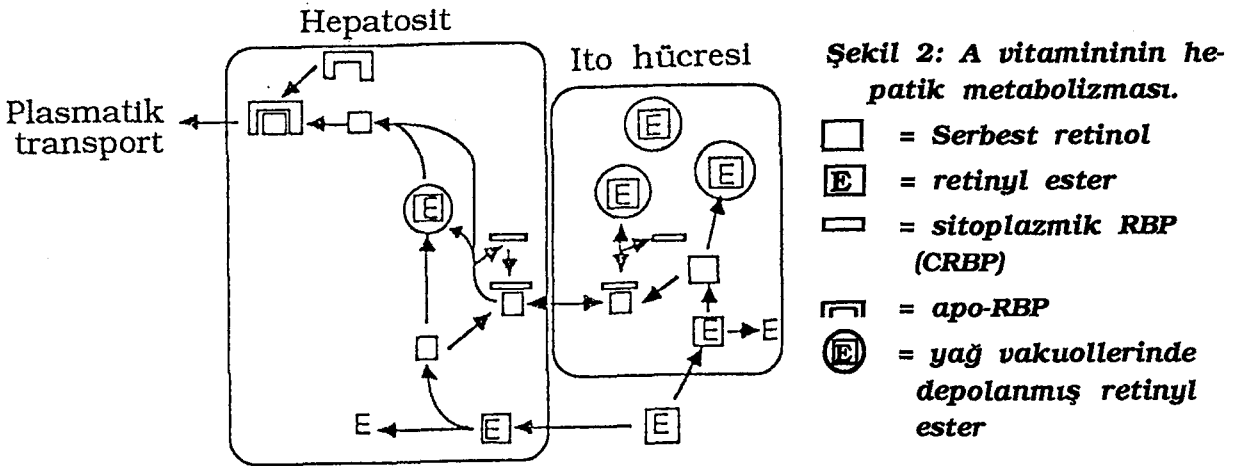 Hepatosit
Ito hücresi
Plasmatik
transport
E
E
E
E
E
E
E
E
E
E
Şekil 2: A vitamininin he-
patik metabolizması.
= Serbest retinol
E = retinyl ester
= sitoplazmik RBP
(CRBP)
= apo-RBP
E = yağ vakuollerinde
depolanmış retinyl
ester